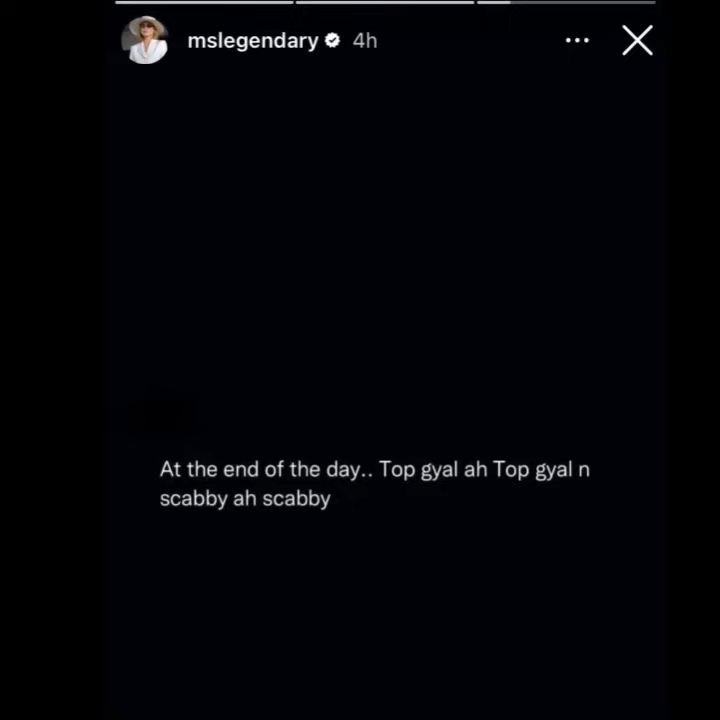 mslegendary 4h
At the end of the day.. Top gyal ah Top gyal n
scabby ah scabby